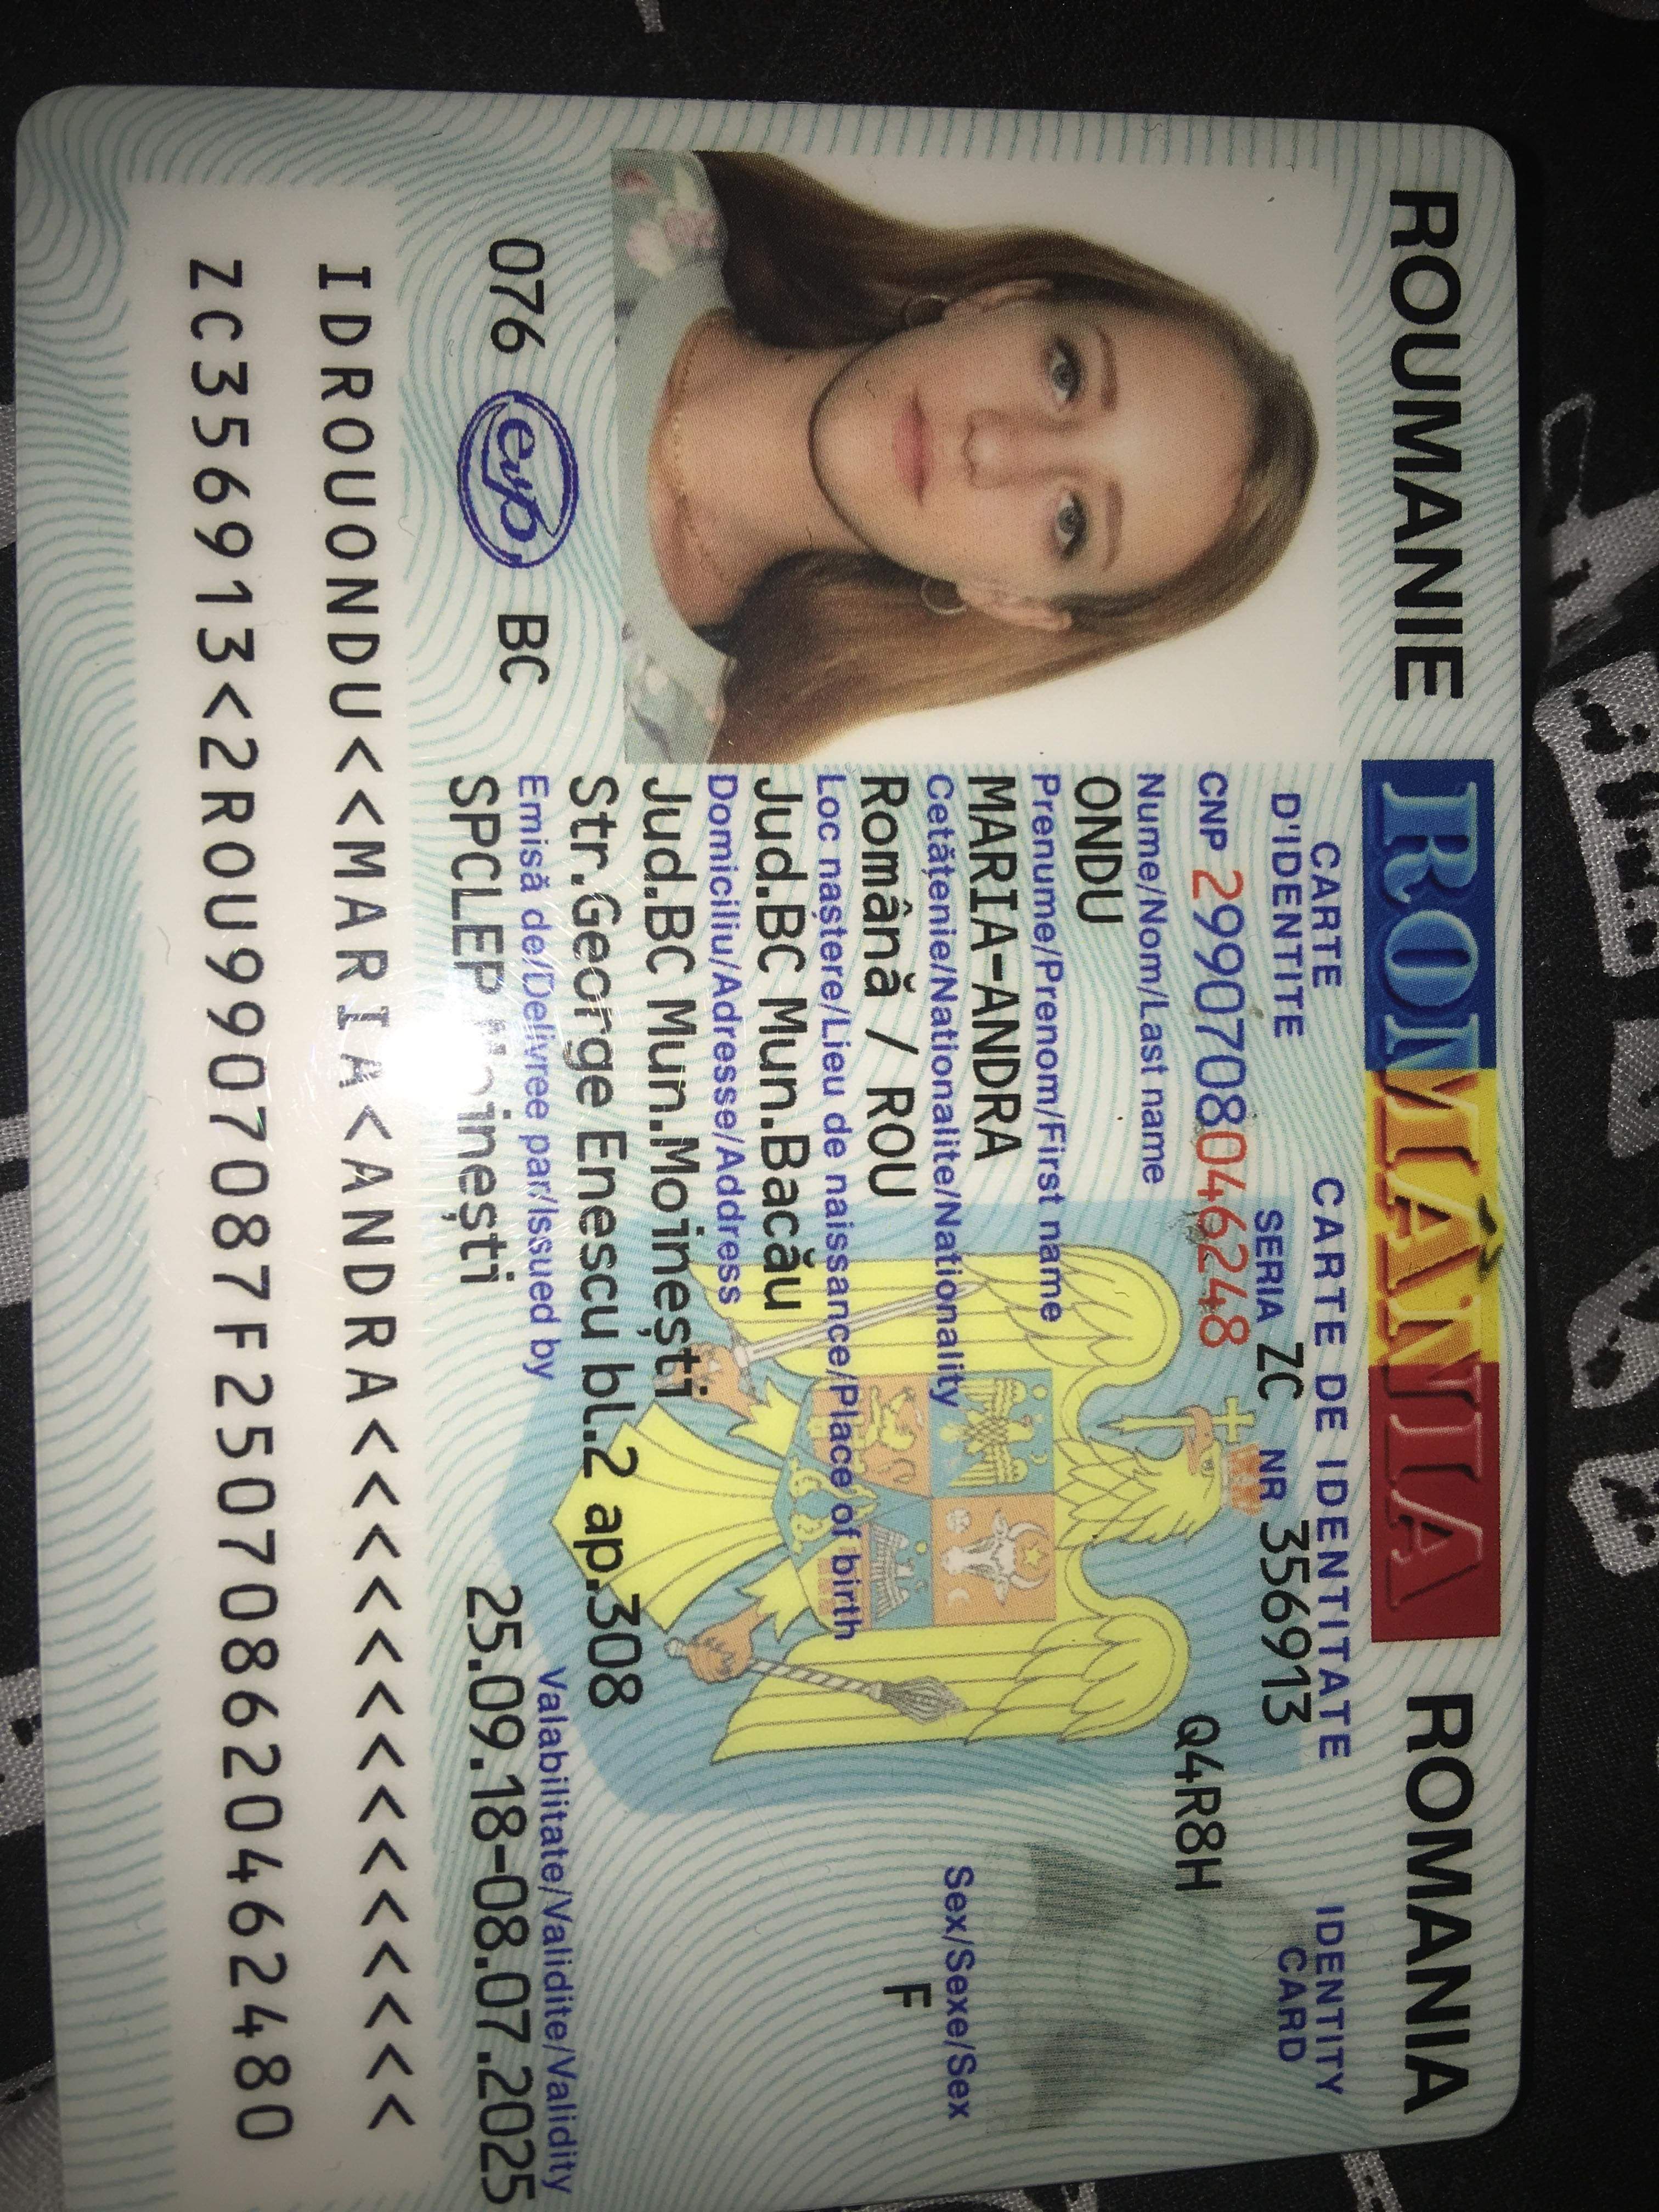 ROUMANIE ROMÂNIA ROMANIA
CARTE D'IDENTITE CARTE DE IDENTITATE IDENTITY CARD
SERIA ZC NR 356913
CNP 2990708046248 Q4R8H
Nume/Nom/Last name
ONDU
Prenume/Prenom/First name
MARIA-ANDRA
Cetățenie/Nationalite/Nationality Sex/Sexe/Sex
Română / ROU F
Loc naștere/Lieu de naissance/Place of birth
Jud.BC Mun.Bacău
Domiciliu/Adresse/Address
Jud.BC Mun.Moinești
Str.George Enescu bl.2 ap.308
Emisă de/Delivree par/Issued by Valabilitate/Validite/Validity
076 evp BC SPCLEP 25.09.18-08.07.2025
IDROUONDU<<MARIA<ANDRA<<<<<<<<<<<<<<
ZC356913<2ROU9907087F250708620462480